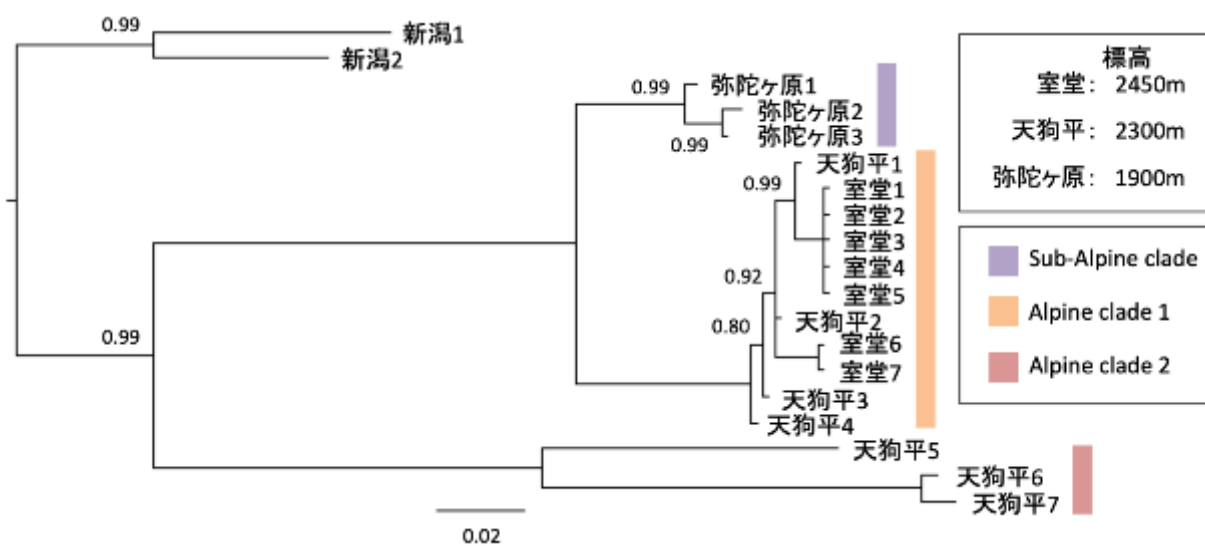 0.99
新潟1
新潟2
0.99
弥陀ヶ原1
弥陀ヶ原2
0.99
弥陀ヶ原3
0.99
天狗平1
室堂1
室堂2
室堂3
0.92
室堂4
室堂5
0.80
天狗平2
室堂6
室堂7
0.99
天狗平3
天狗平4
天狗平5
天狗平6
天狗平7
0.02
標高
室堂： 2450m
天狗平： 2300m
弥陀ヶ原： 1900m
Sub-Alpine clade
Alpine clade 1
Alpine clade 2